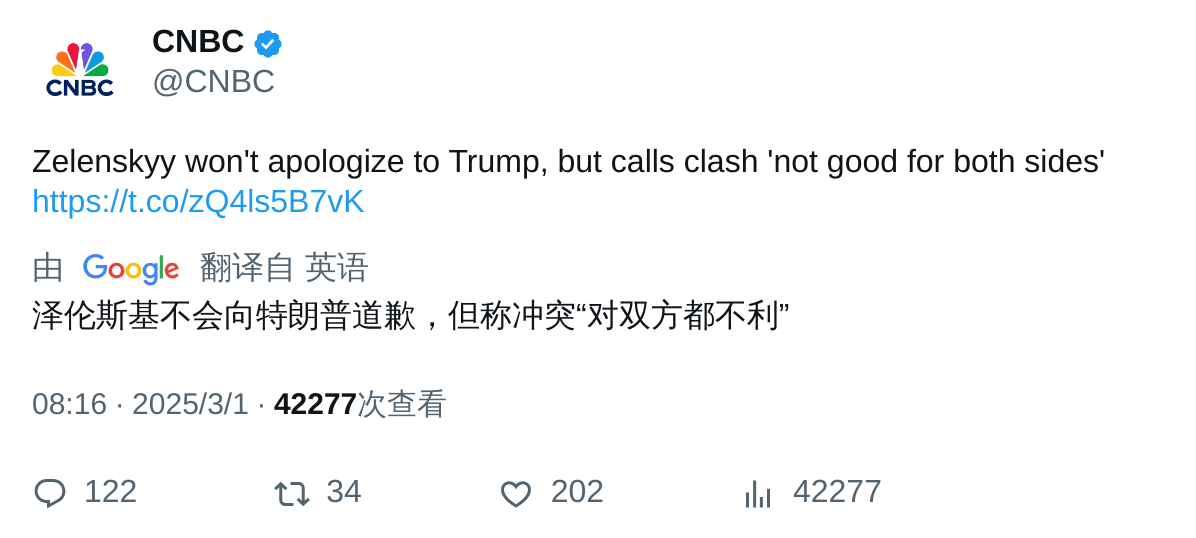 CNBC
CNBC
@CNBC
Zelenskyy won't apologize to Trump, but calls clash 'not good for both sides'
https://t.co/zQ4ls5B7vK
由 Google 翻译自 英语
泽伦斯基不会向特朗普道歉，但称冲突“对双方都不利”
08:16 · 2025/3/1 · 42277次查看
122 34 202 42277